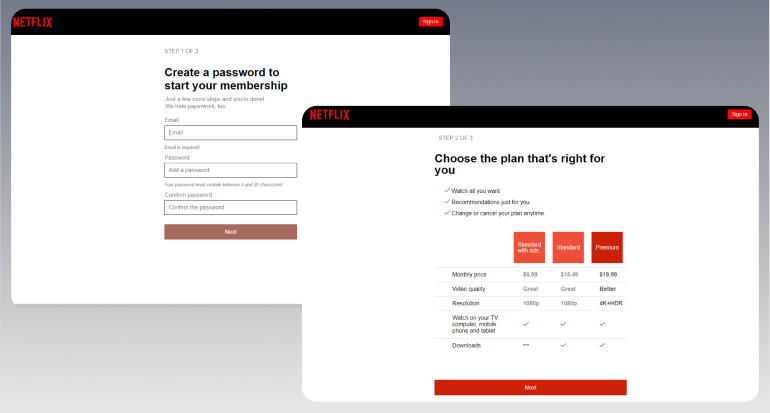 NETFLIX
Sign in
STEP 1 OF 3
Create a password to
start your membership
Just a few more steps and you're done!
We hate paperwork, too.
Email
Email
Email is required!
Password
Add a password
Your password must contain between 4 and 20 characters!
Comfirm password
Confirm the password
Next
NETFLIX
Sign in
STEP 2 OF 3
Choose the plan that's right for
you
Watch all you want.
Recommendations just for you.
Change or cancel your plan anytime.
Standard
with ads
Standard
Premium
Monthly price $6.99 $15.49 $19.99
Video quality Great Great Better
Resolution 1080p 1080p 4K+HDR
Watch on your TV,
computer, mobile
phone and tablet
Downloads ---
Next